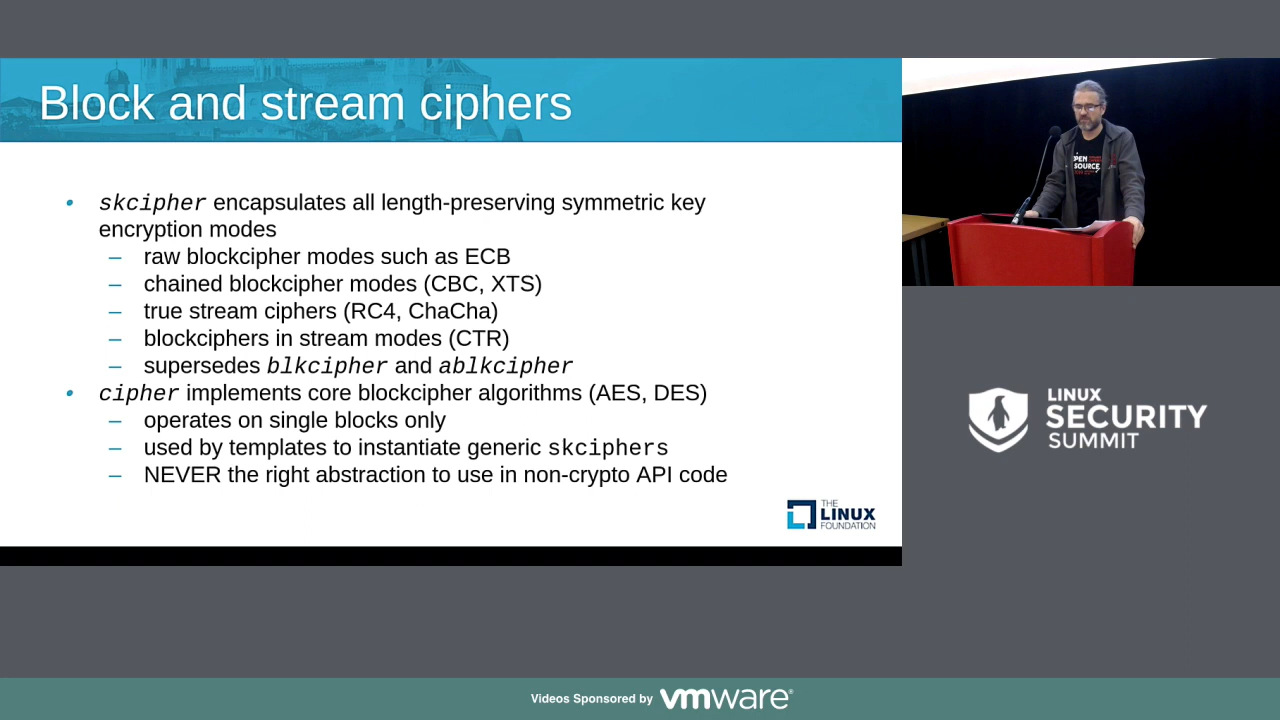 Block and stream ciphers
• skcipher encapsulates all length-preserving symmetric key
encryption modes
– raw blockcipher modes such as ECB
– chained blockcipher modes (CBC, XTS)
– true stream ciphers (RC4, ChaCha)
– blockciphers in stream modes (CTR)
– supersedes blkcipher and ablkcipher
• cipher implements core blockcipher algorithms (AES, DES)
– operates on single blocks only
– used by templates to instantiate generic skciphers
– NEVER the right abstraction to use in non-crypto API code
THE
LINUX
FOUNDATION
OPEN
SOURCE
LINUX
SECURITY
SUMMIT
Videos Sponsored by vmware®